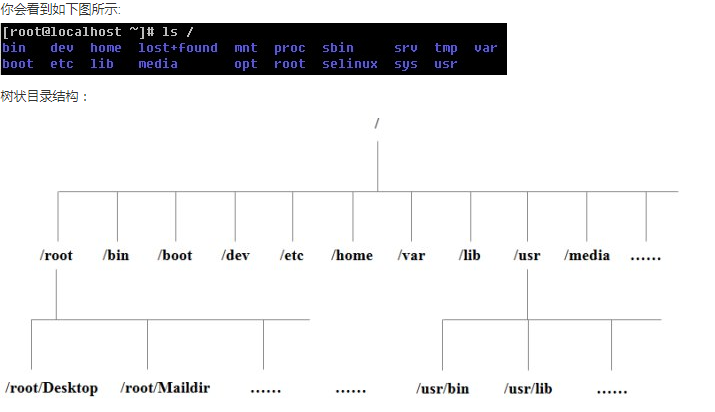 你会看到如下图所示:
[root@localhost ~]# ls /
bin dev home lost+found mnt proc sbin srv tmp var
boot etc lib media opt root selinux sys usr
树状目录结构：
/
/root /bin /boot /dev /etc /home /var /lib /usr /media ……
/root/Desktop /root/Maildir …… …… /usr/bin /usr/lib ……